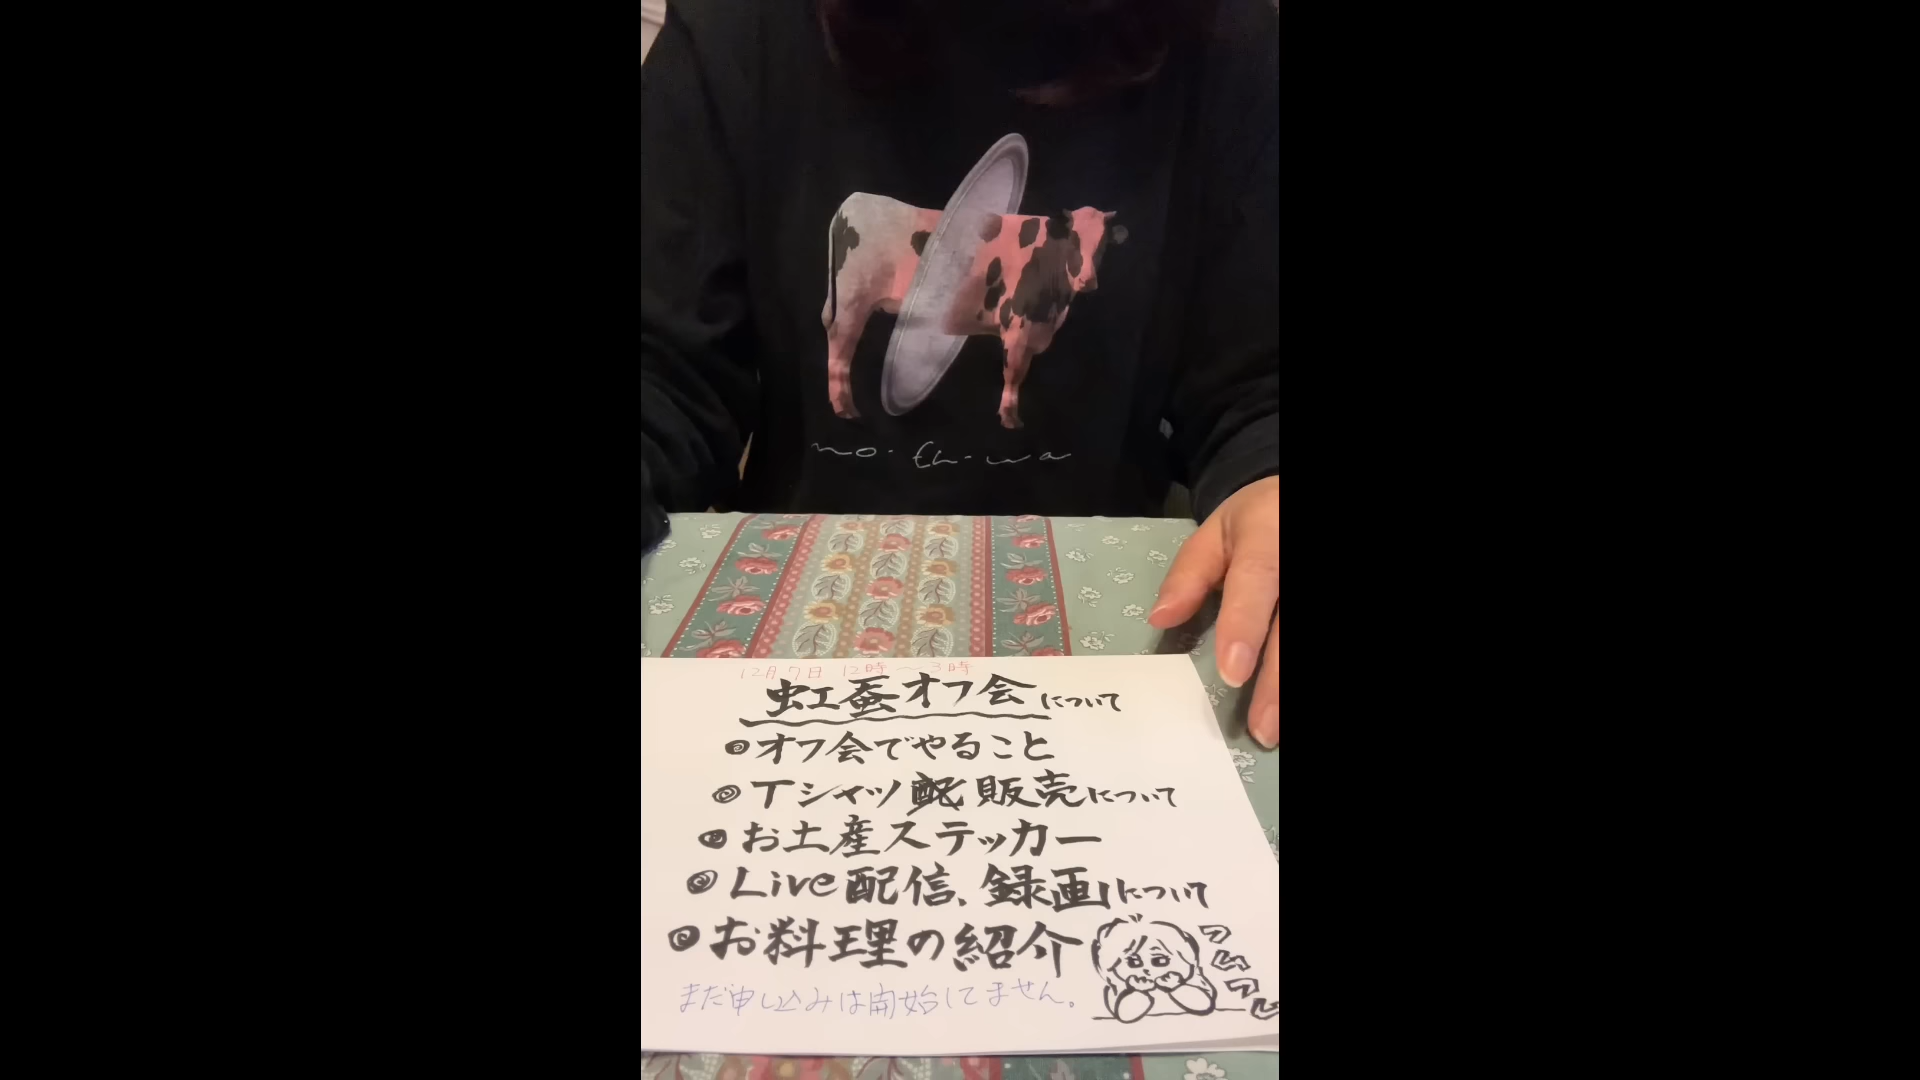 mo-th-wa
12月7日 12時〜3時
虹蚕オフ会について
◎オフ会でやること
◎Tシャツ販売について
◎お土産ステッカー
◎Live配信、録画について
◎お料理の紹介
まだ申し込みは開始してません。